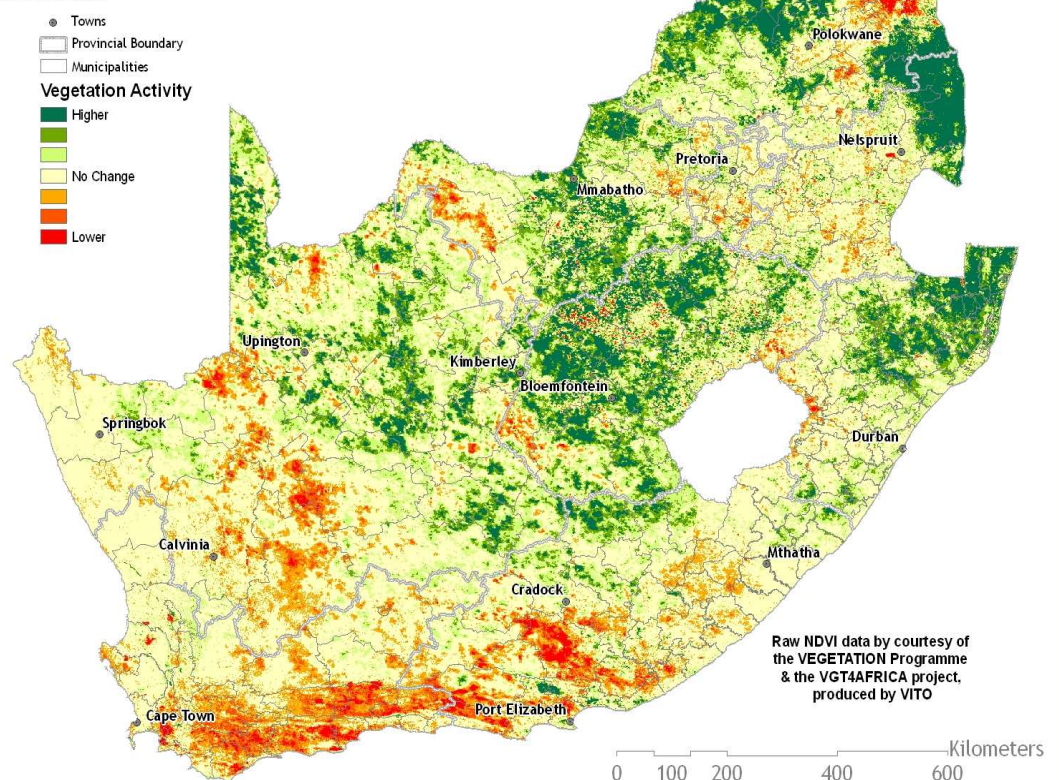 Towns
Provincial Boundary
Municipalities
Vegetation Activity
Higher
No Change
Lower
Polokwane
Nelspruit
Pretoria
Mmabatho
Upington
Kimberley
Bloemfontein
Springbok
Durban
Calvinia
Mthatha
Cradock
Raw NDVI data by courtesy of
the VEGETATION Programme
& the VGT4AFRICA project,
produced by VITO
Port Elizabeth
Cape Town
Kilometers
0 100 200 400 600